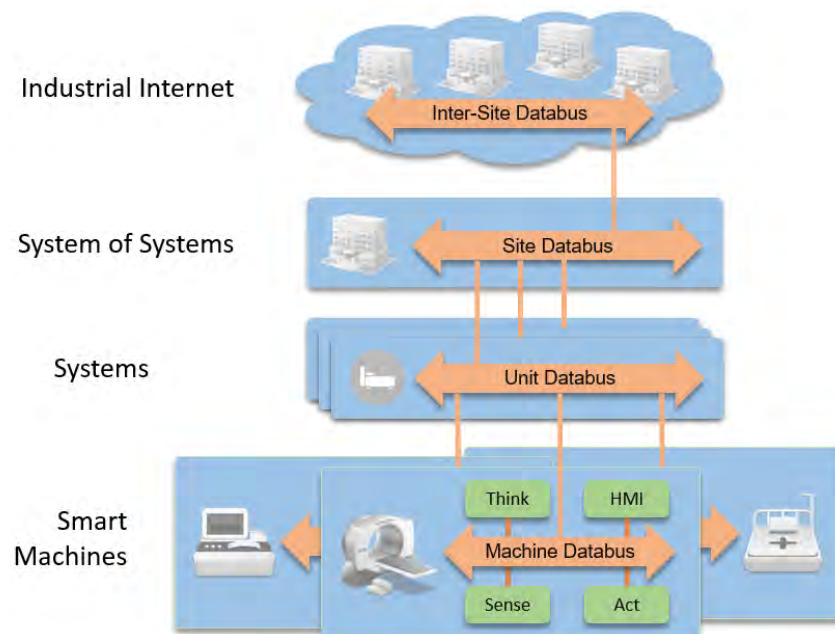 Industrial Internet
Inter-Site Databus
System of Systems
Site Databus
Systems
Unit Databus
Smart
Machines
Think
HMI
Machine Databus
Sense
Act